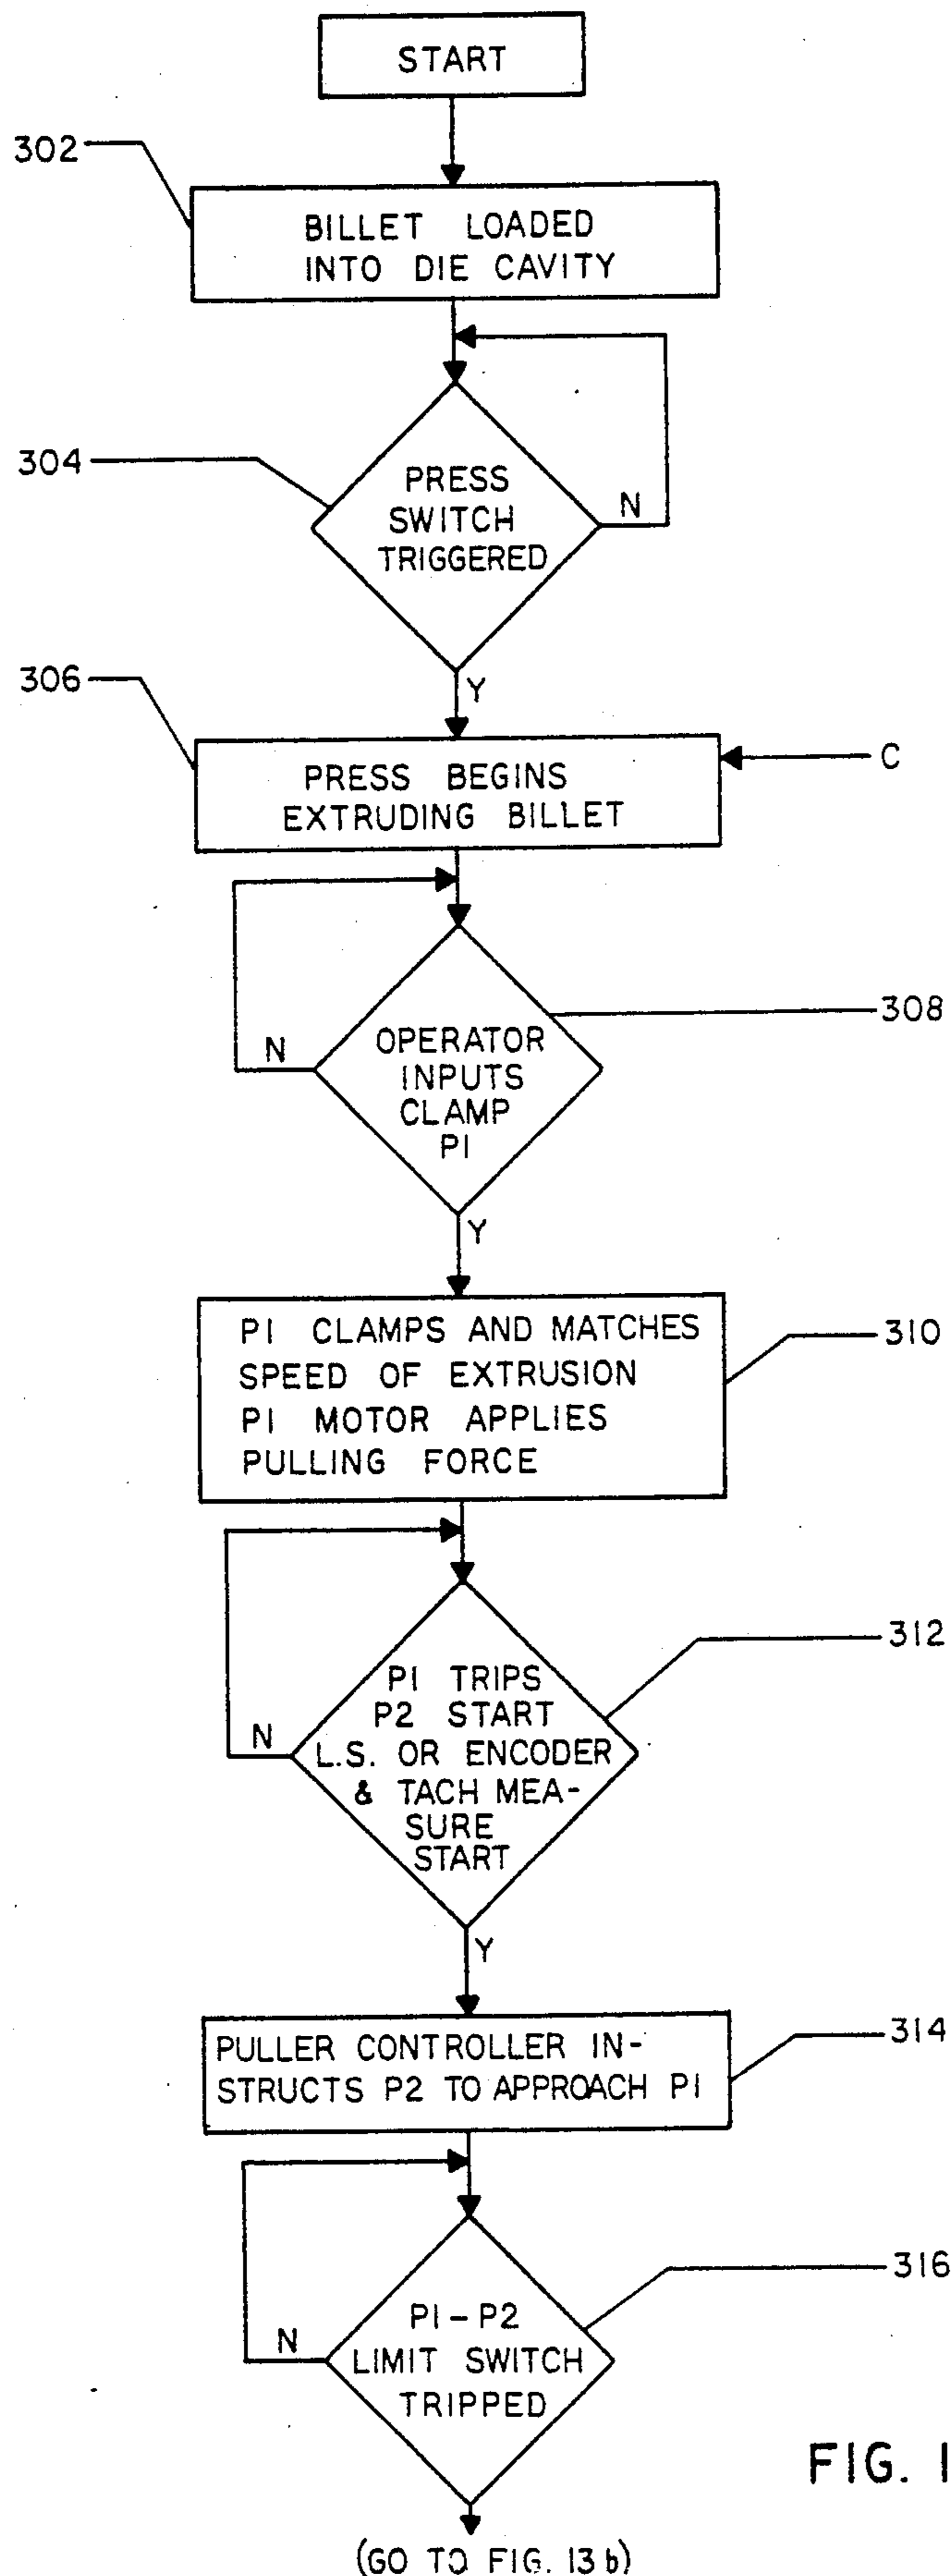 START
302
BILLET LOADED
INTO DIE CAVITY
304
PRESS
SWITCH
TRIGGERED
N
Y
306
PRESS BEGINS
EXTRUDING BILLET
C
308
OPERATOR
INPUTS
CLAMP
P1
N
Y
310
P1 CLAMPS AND MATCHES
SPEED OF EXTRUSION
P1 MOTOR APPLIES
PULLING FORCE
312
P1 TRIPS
P2 START
L.S. OR ENCODER
& TACH MEA-
SURE
START
N
Y
314
PULLER CONTROLLER IN-
STRUCTS P2 TO APPROACH P1
316
P1-P2
LIMIT SWITCH
TRIPPED
N
FIG. 1
(GO TO FIG. 13b)